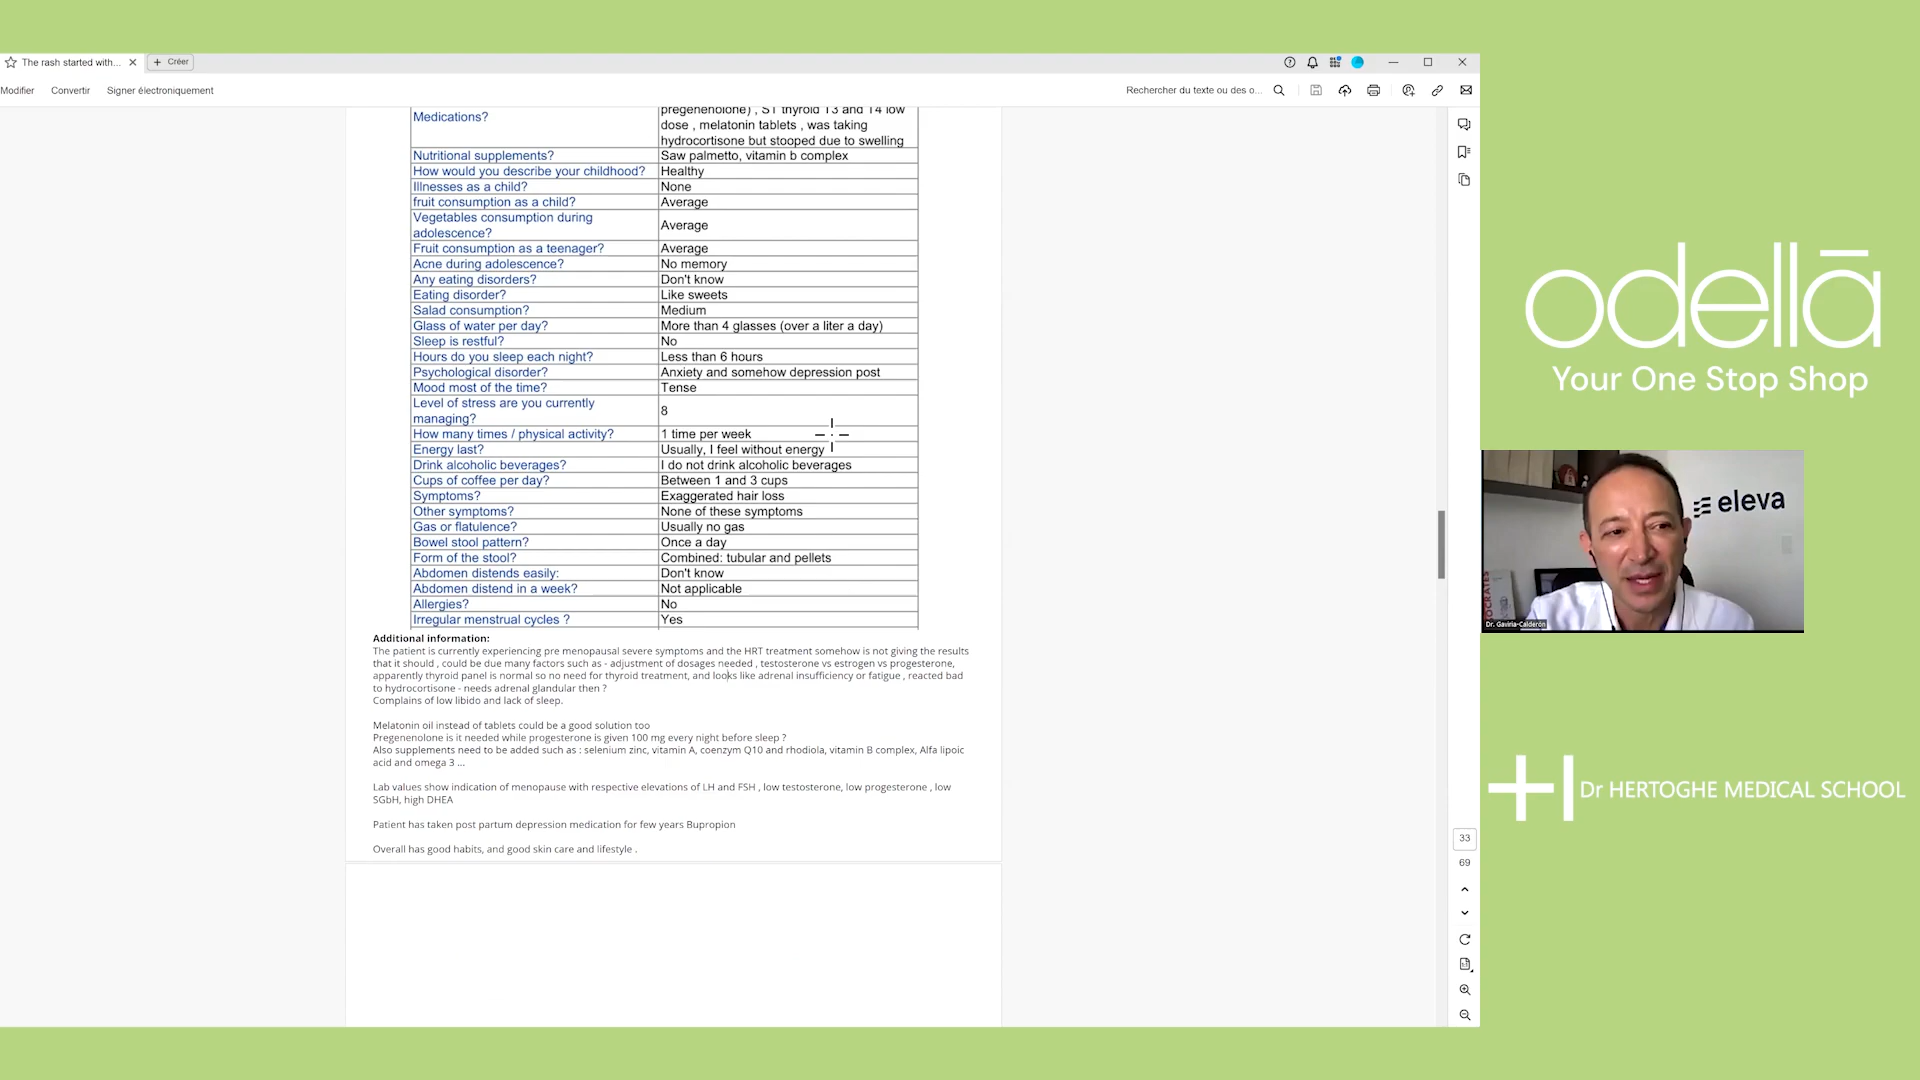 The rash started with...
Créer
Modifier Convertir Signer électroniquement
Rechercher du texte ou des o...
Medications? pregenenolone) , ST thyroid T3 and T4 low
dose , melatonin tablets , was taking
hydrocortisone but stooped due to swelling
Nutritional supplements? Saw palmetto, vitamin b complex
How would you describe your childhood? Healthy
Illnesses as a child? None
fruit consumption as a child? Average
Vegetables consumption during
adolescence? Average
Fruit consumption as a teenager? Average
Acne during adolescence? No memory
Any eating disorders? Don't know
Eating disorder? Like sweets
Salad consumption? Medium
Glass of water per day? More than 4 glasses (over a liter a day)
Sleep is restful? No
Hours do you sleep each night? Less than 6 hours
Psychological disorder? Anxiety and somehow depression post
Mood most of the time? Tense
Level of stress are you currently
managing? 8
How many times / physical activity? 1 time per week
Energy last? Usually, I feel without energy
Drink alcoholic beverages? I do not drink alcoholic beverages
Cups of coffee per day? Between 1 and 3 cups
Symptoms? Exaggerated hair loss
Other symptoms? None of these symptoms
Gas or flatulence? Usually no gas
Bowel stool pattern? Once a day
Form of the stool? Combined: tubular and pellets
Abdomen distends easily: Don't know
Abdomen distend in a week? Not applicable
Allergies? No
Irregular menstrual cycles ? Yes
Additional information:
The patient is currently experiencing pre menopausal severe symptoms and the HRT treatment somehow is not giving the results
that it should , could be due many factors such as - adjustment of dosages needed , testosterone vs estrogen vs progesterone,
apparently thyroid panel is normal so no need for thyroid treatment, and looks like adrenal insufficiency or fatigue , reacted bad
to hydrocortisone - needs adrenal glandular then ?
Complains of low libido and lack of sleep.
Melatonin oil instead of tablets could be a good solution too
Pregenenolone is it needed while progesterone is given 100 mg every night before sleep ?
Also supplements need to be added such as : selenium zinc, vitamin A, coenzym Q10 and rhodiola, vitamin B complex, Alfa lipoic
acid and omega 3 ...
Lab values show indication of menopause with respective elevations of LH and FSH , low testosterone, low progesterone , low
SGbH, high DHEA
Patient has taken post partum depression medication for few years Bupropion
Overall has good habits, and good skin care and lifestyle .
33
69
odellā
Your One Stop Shop
eleva
Dr. Gaviria-Calderón
Dr HERTOGHE MEDICAL SCHOOL